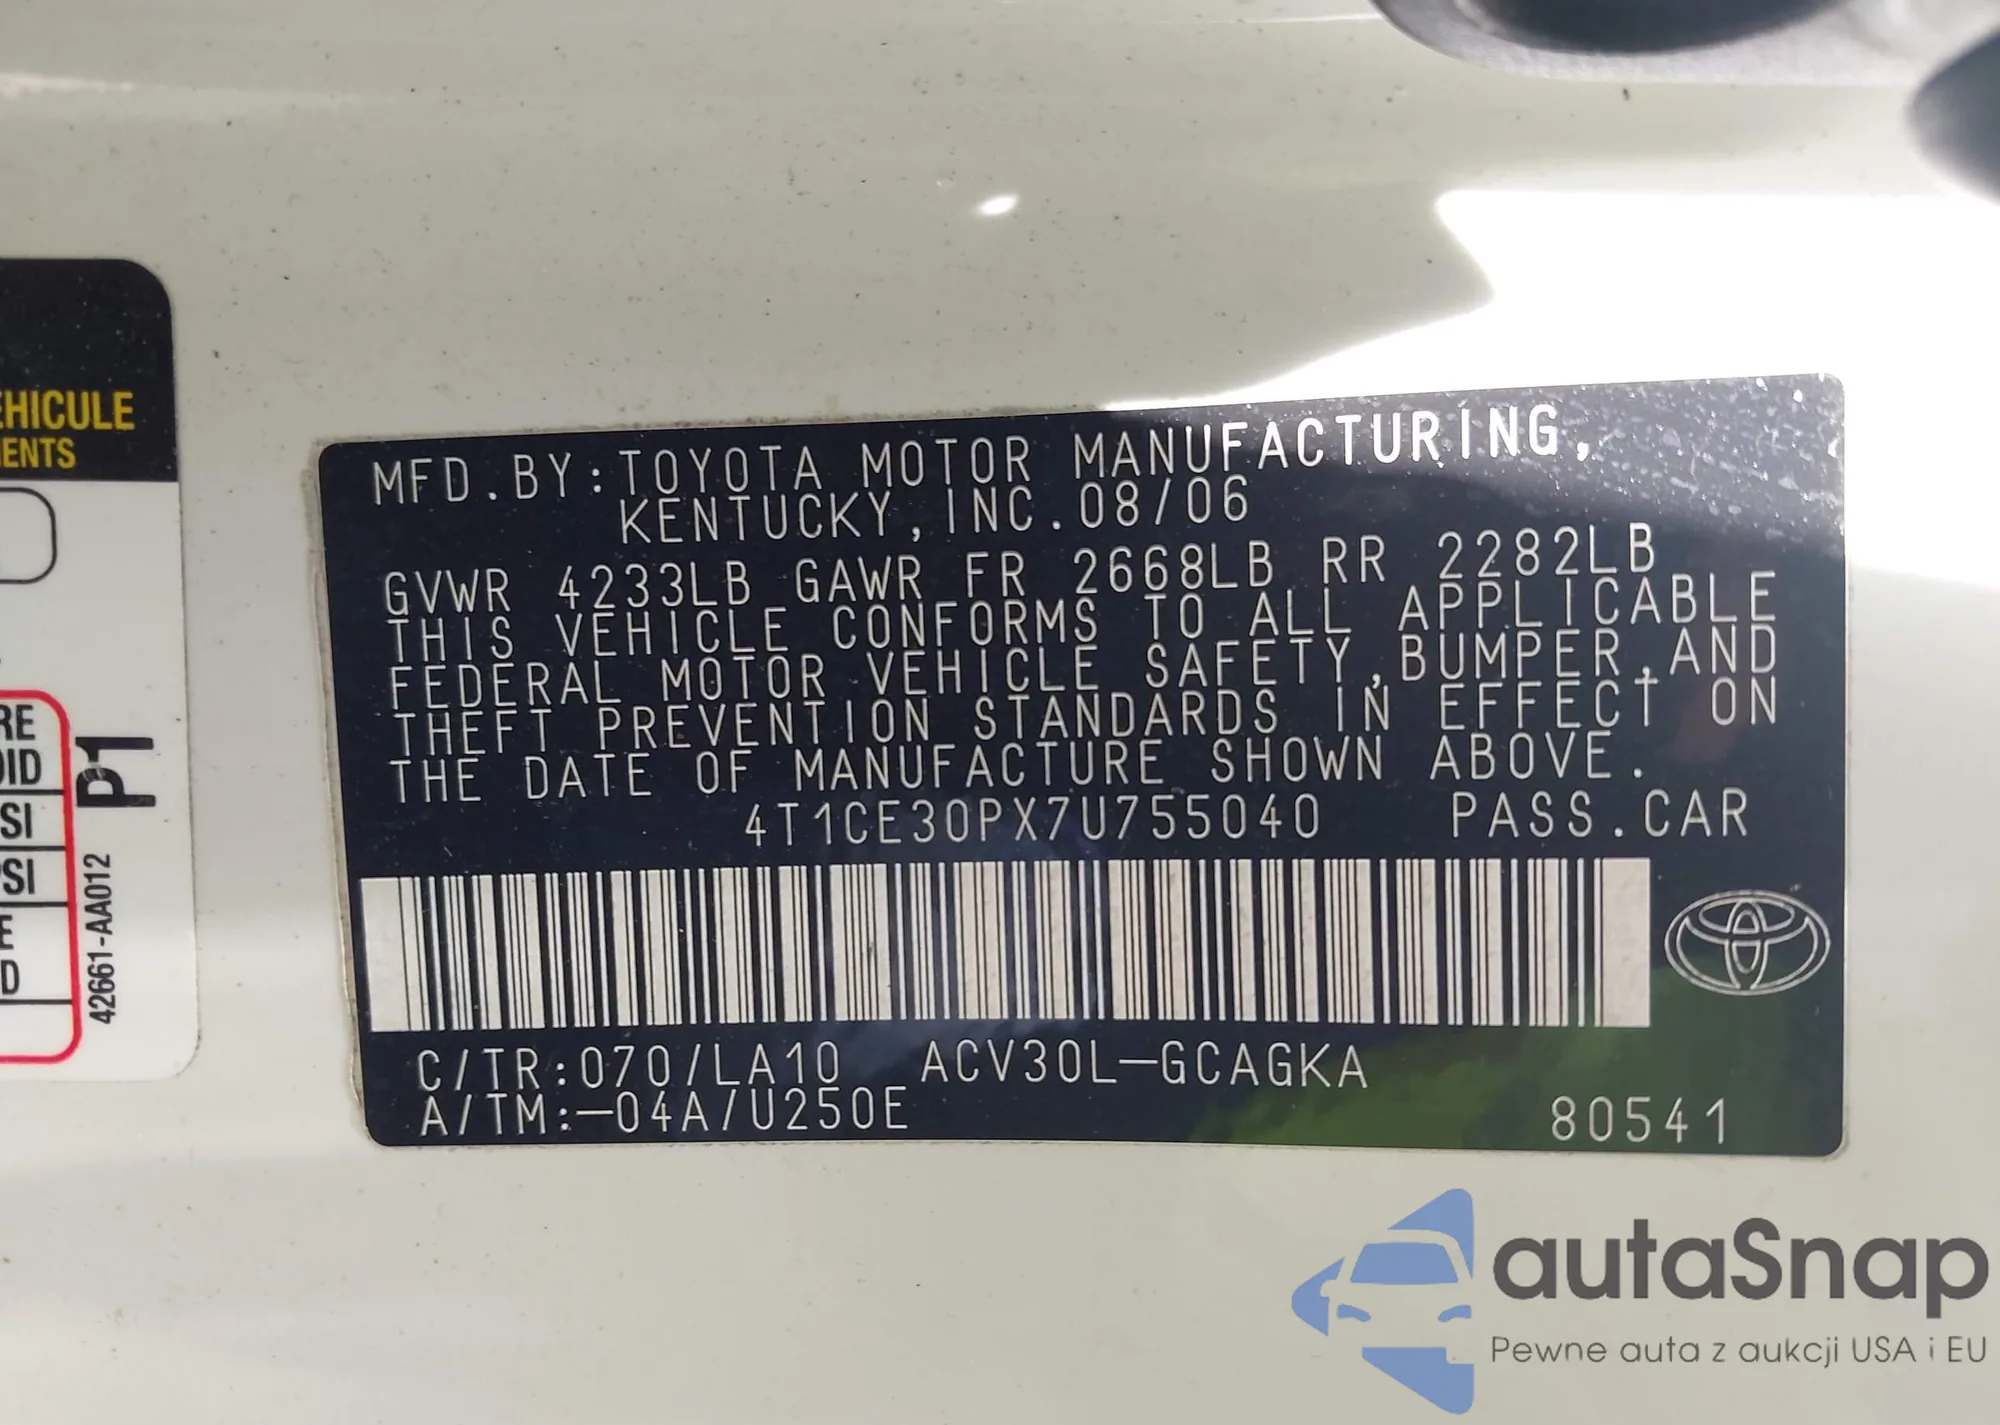 EHICULE
ENTS
RE
OID
SI
SI
E
D
P1
42661-AA012
MFD.BY:TOYOTA MOTOR MANUFACTURING,
KENTUCKY,INC.08/06
GVWR 4233LB GAWR FR 2668LB RR 2282LB
THIS VEHICLE CONFORMS TO ALL APPLICABLE
FEDERAL MOTOR VEHICLE SAFETY,BUMPER,AND
THEFT PREVENTION STANDARDS IN EFFECT ON
THE DATE OF MANUFACTURE SHOWN ABOVE.
4T1CE30PX7U755040 PASS.CAR
C/TR:070/LA10 ACV30L-GCAGKA
A/TM:-04A/U250E
80541
autaSnap
Pewne auta z aukcji USA i EU